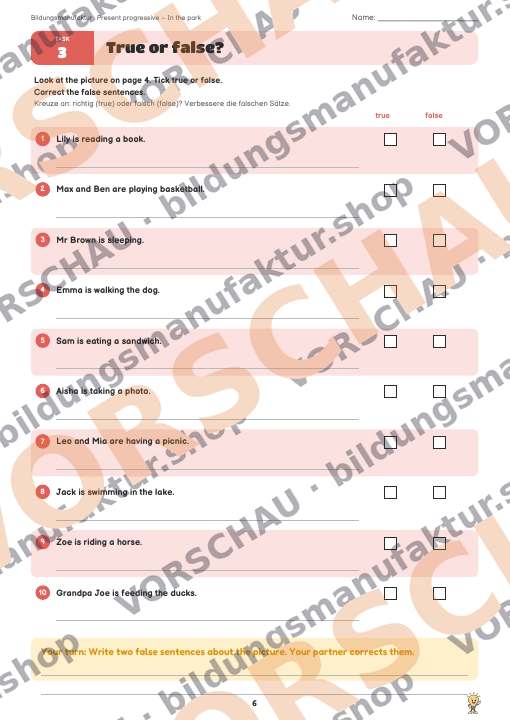 Bildungsmanufaktur: Present progressive – In the park
Name:
TASK
3
True or false?
Look at the picture on page 4. Tick true or false.
Correct the false sentences.
Kreuze an: richtig (true) oder falsch (false)? Verbessere die falschen Sätze.
true false
1 Lily is reading a book.
2 Max and Ben are playing basketball.
3 Mr Brown is sleeping.
4 Emma is walking the dog.
5 Sam is eating a sandwich.
6 Aisha is taking a photo.
7 Leo and Mia are having a picnic.
8 Jack is swimming in the lake.
9 Zoe is riding a horse.
10 Grandpa Joe is feeding the ducks.
Your turn: Write two false sentences about the picture. Your partner corrects them.
6
VORSCHAU
VORSCHAU · bildungsmanufaktur.shop